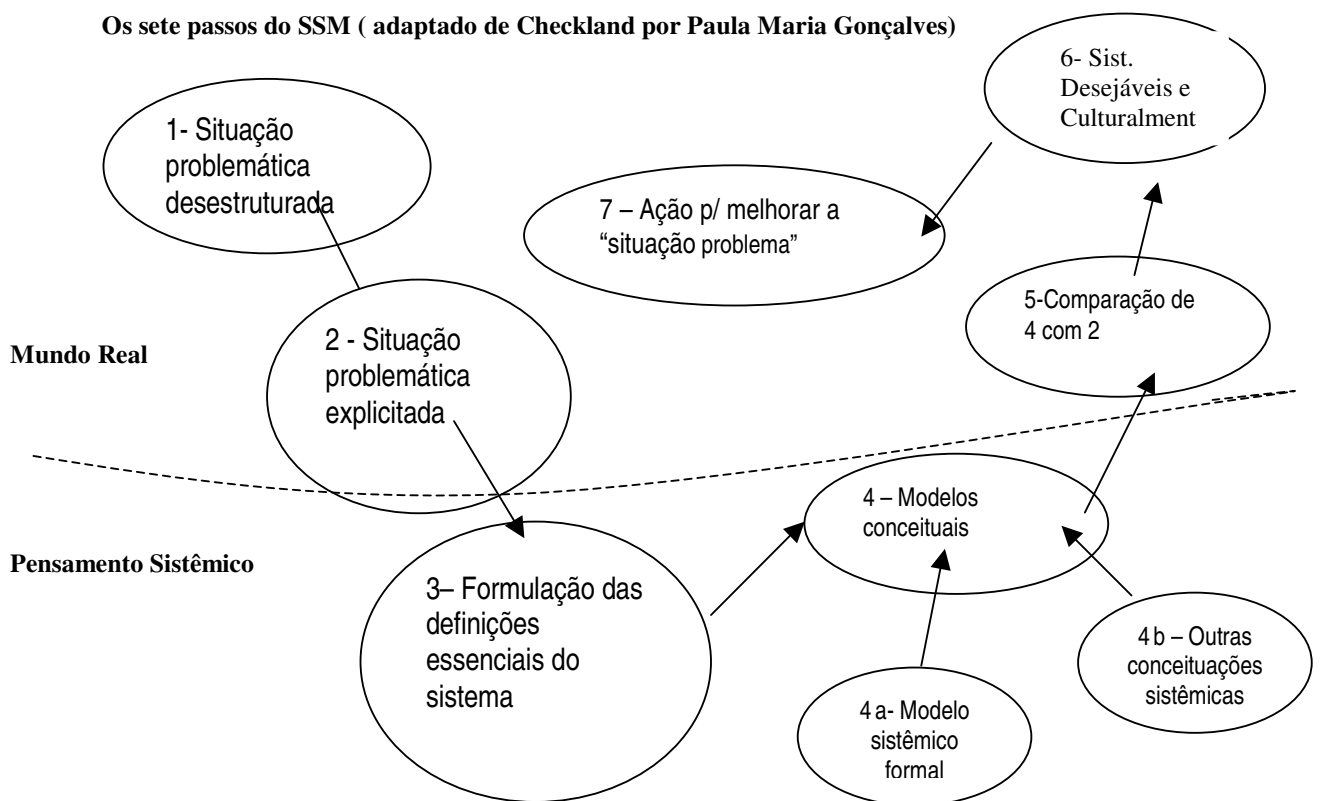 Os sete passos do SSM ( adaptado de Checkland por Paula Maria Gonçalves)
6- Sist.
Desejáveis e
Culturalment
1- Situação
problemática
desestruturada
7 – Ação p/ melhorar a
“situação problema”
5-Comparação de
4 com 2
2 - Situação
problemática
explicitada
Mundo Real
4 – Modelos
conceituais
Pensamento Sistêmico
3– Formulação das
definições
essenciais do
sistema
4 b – Outras
conceituações
sistêmicas
4 a- Modelo
sistêmico
formal